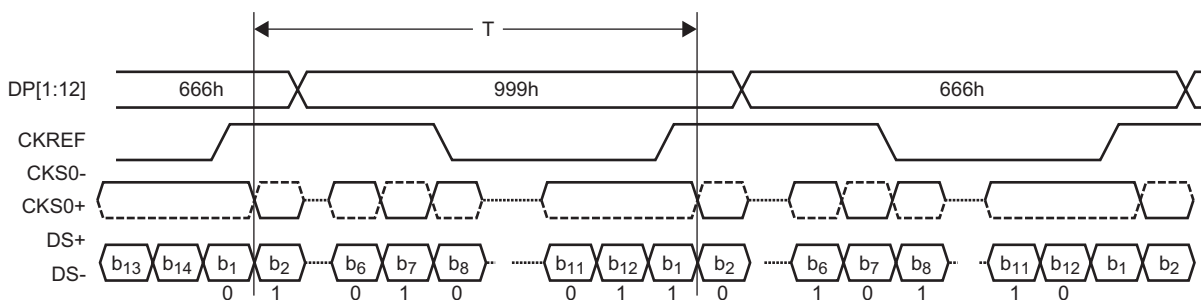 T
DP[1:12] 666h 999h 666h
CKREF
CKS0-
CKS0+
DS+
DS-
b13 b14 b1 b2 b6 b7 b8 b11 b12 b1 b2 b6 b7 b8 b11 b12 b1 b2
0 1 0 1 0 0 1 1 0 1 0 1 1 0